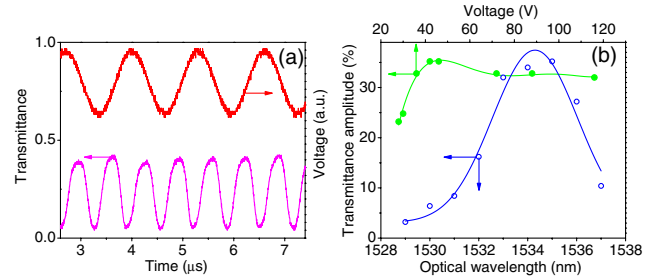 Voltage (V)
20 40 60 80 100 120
1.0
0.5
0.0
(a)
Transmittance
Voltage (a.u.)
3 4 5 6 7
Time (μs)
(b)
Transmittance amplitude (%)
30
20
10
0
1528 1530 1532 1534 1536 1538
Optical wavelength (nm)